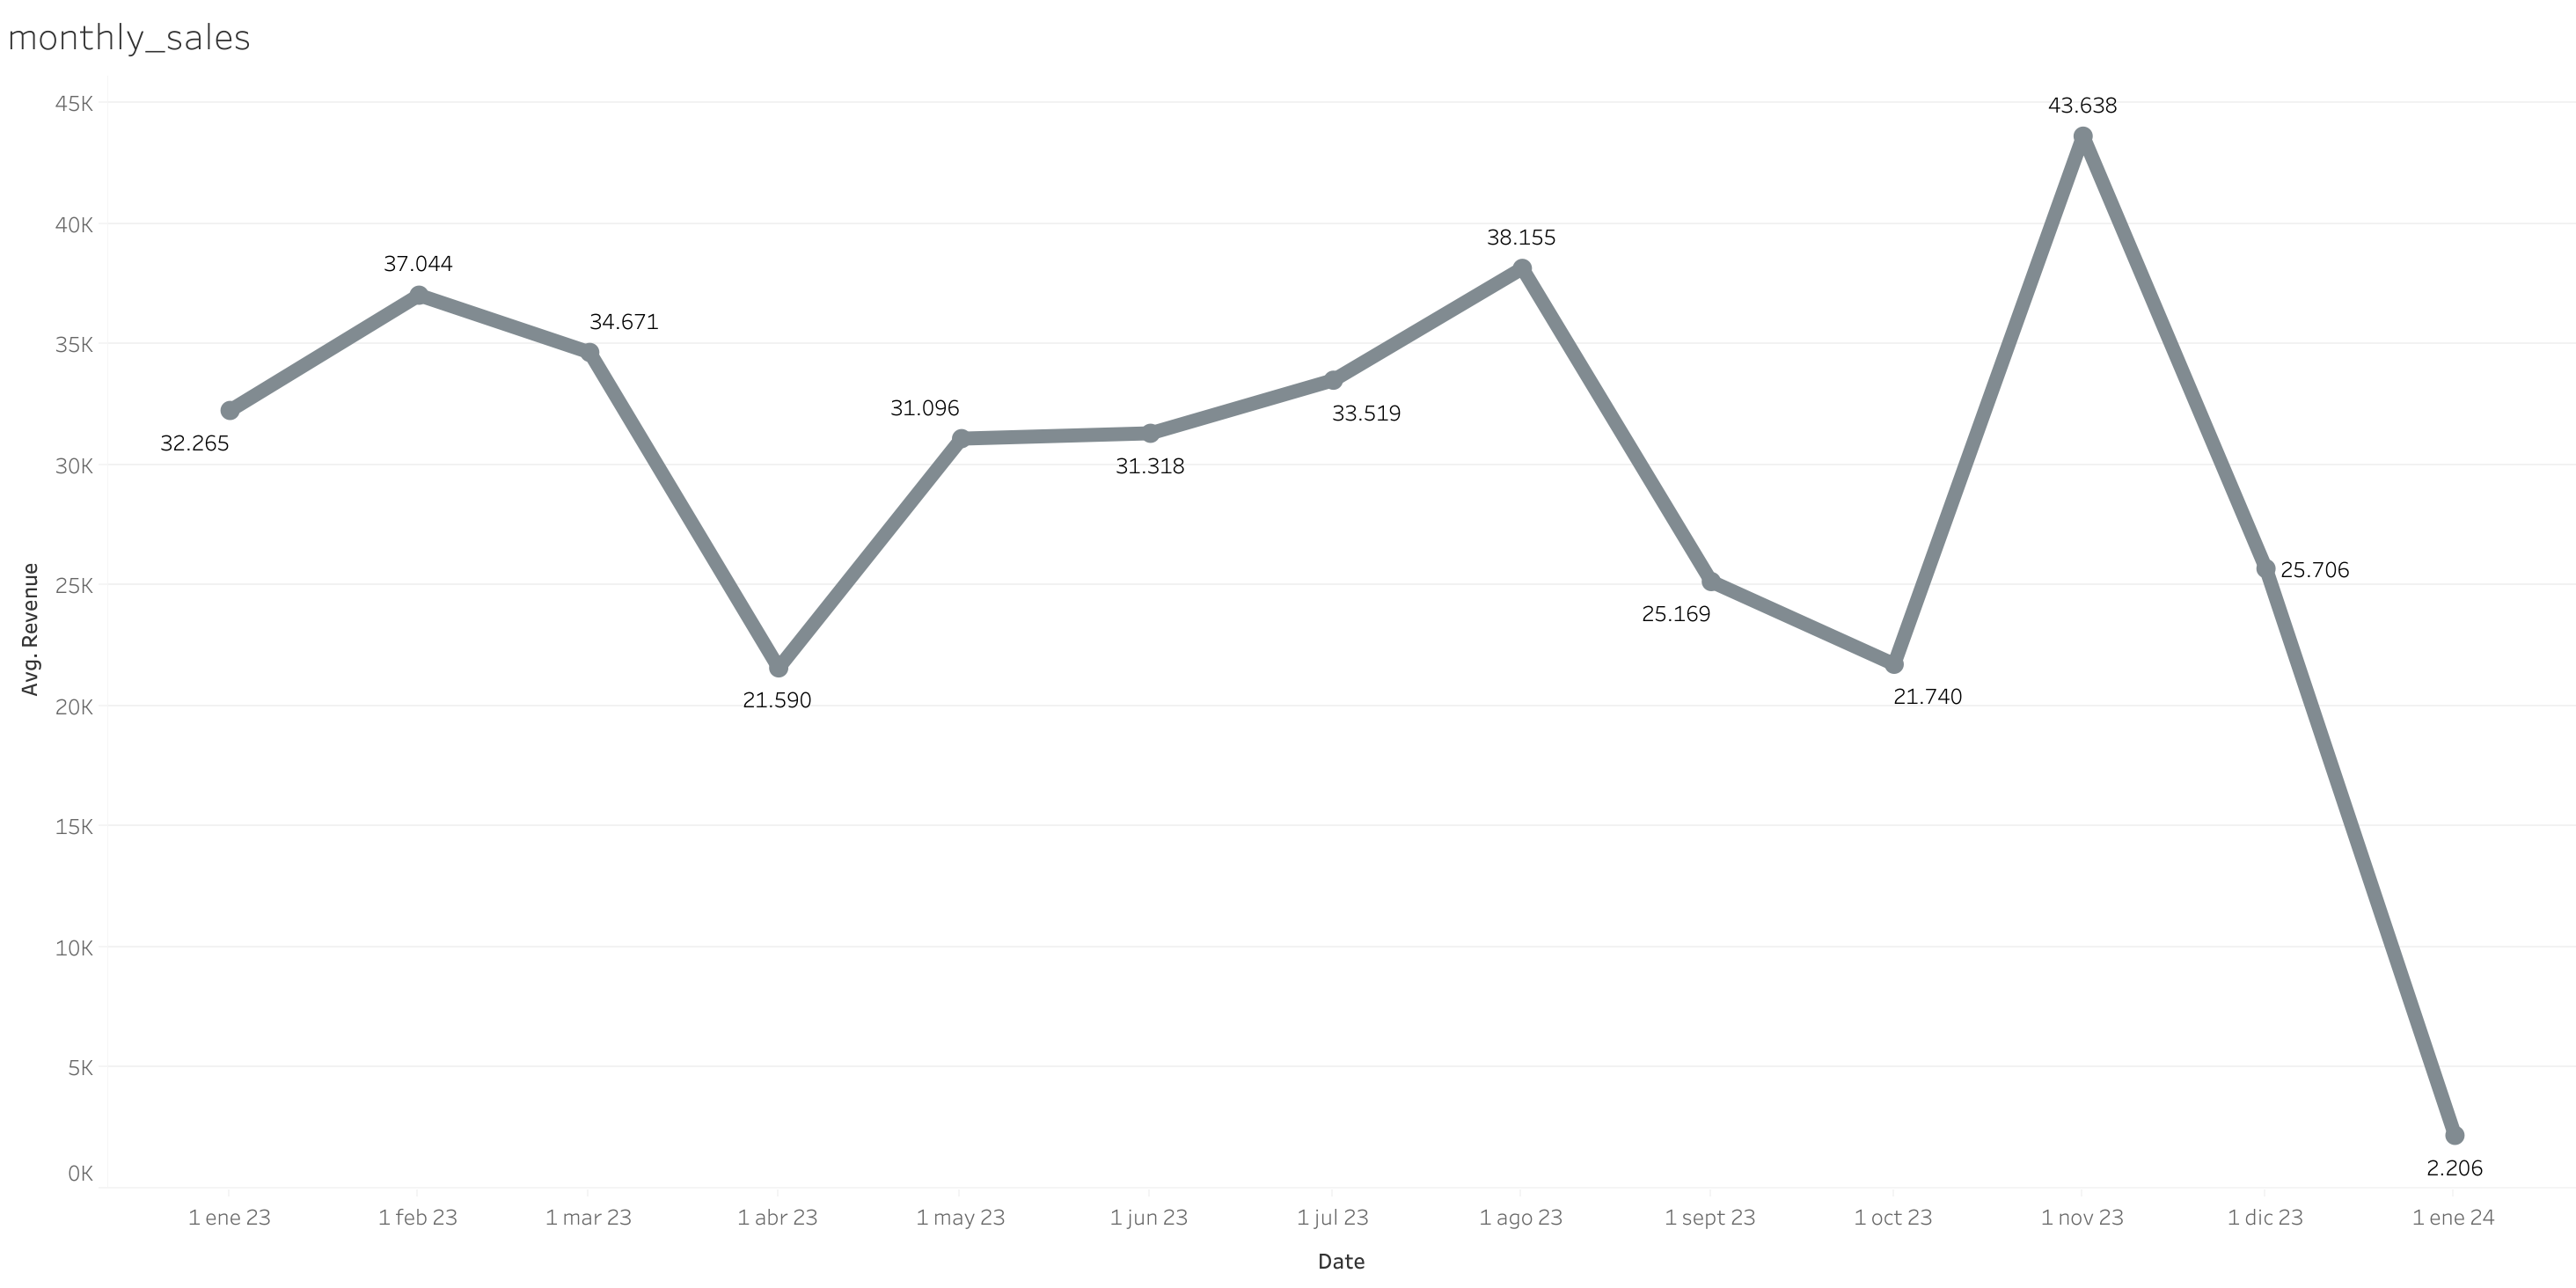 monthly_sales
45K
43.638
40K
38.155
37.044
35K
34.671
33.519
32.265
31.096
31.318
30K
25K
25.706
25.169
21.590
21.740
20K
15K
10K
5K
0K
2.206
Avg. Revenue
1 ene 23 1 feb 23 1 mar 23 1 abr 23 1 may 23 1 jun 23 1 jul 23 1 ago 23 1 sept 23 1 oct 23 1 nov 23 1 dic 23 1 ene 24
Date